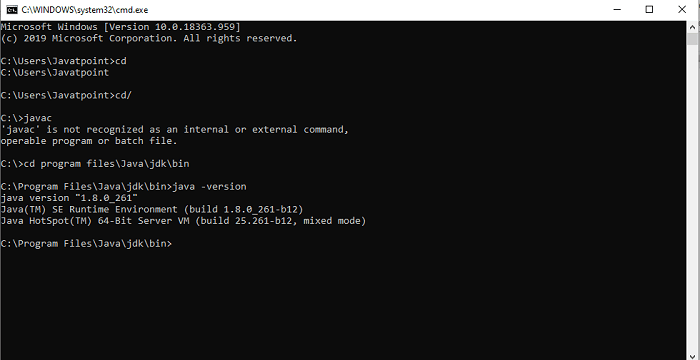 C:\WINDOWS\system32\cmd.exe
Microsoft Windows [Version 10.0.18363.959]
(c) 2019 Microsoft Corporation. All rights reserved.
C:\Users\Javatpoint>cd
C:\Users\Javatpoint
C:\Users\Javatpoint>cd/
C:\>javac
'javac' is not recognized as an internal or external command,
operable program or batch file.
C:\>cd program files\Java\jdk\bin
C:\Program Files\Java\jdk\bin>java -version
java version "1.8.0_261"
Java(TM) SE Runtime Environment (build 1.8.0_261-b12)
Java HotSpot(TM) 64-Bit Server VM (build 25.261-b12, mixed mode)
C:\Program Files\Java\jdk\bin>